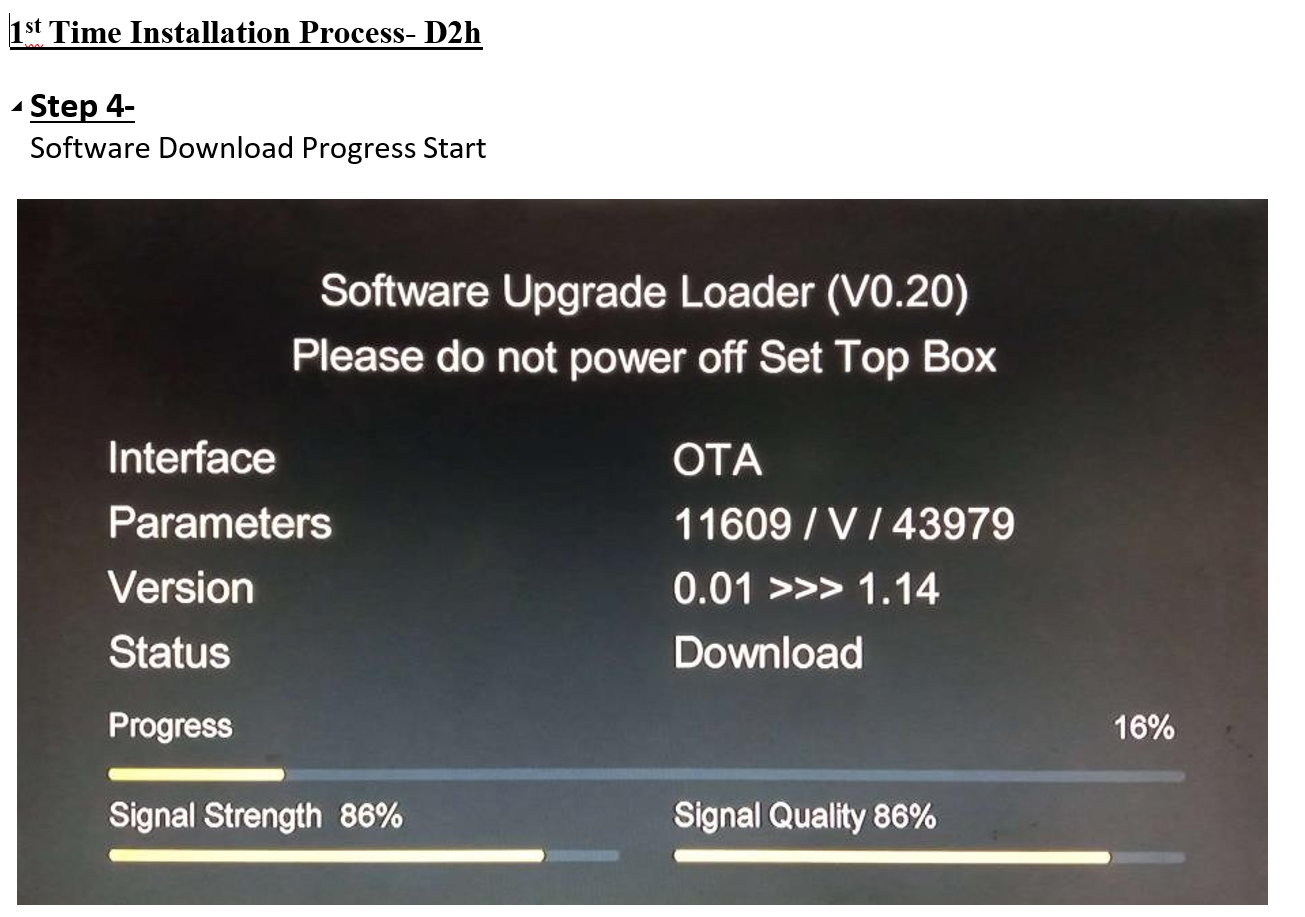 1st Time Installation Process- D2h
Step 4-
Software Download Progress Start
Software Upgrade Loader (V0.20)
Please do not power off Set Top Box
Interface OTA
Parameters 11609 / V / 43979
Version 0.01 >>> 1.14
Status Download
Progress 16%
Signal Strength 86% Signal Quality 86%